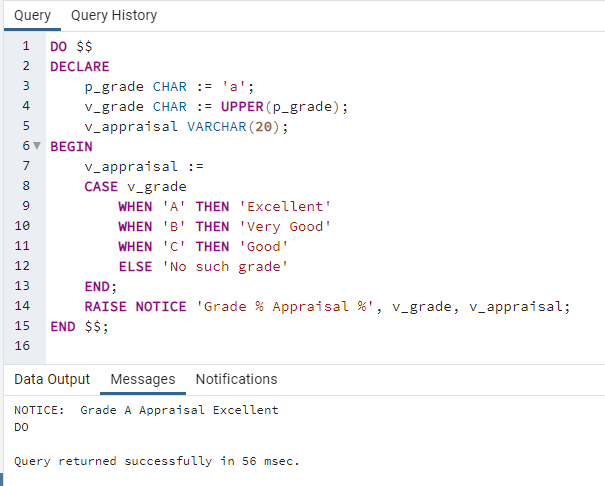 Query Query History
1 DO $$
2 DECLARE
3 p_grade CHAR := 'a';
4 v_grade CHAR := UPPER(p_grade);
5 v_appraisal VARCHAR(20);
6 BEGIN
7 v_appraisal :=
8 CASE v_grade
9 WHEN 'A' THEN 'Excellent'
10 WHEN 'B' THEN 'Very Good'
11 WHEN 'C' THEN 'Good'
12 ELSE 'No such grade'
13 END;
14 RAISE NOTICE 'Grade % Appraisal %', v_grade, v_appraisal;
15 END $$;
16
Data Output Messages Notifications
NOTICE: Grade A Appraisal Excellent
DO
Query returned successfully in 56 msec.